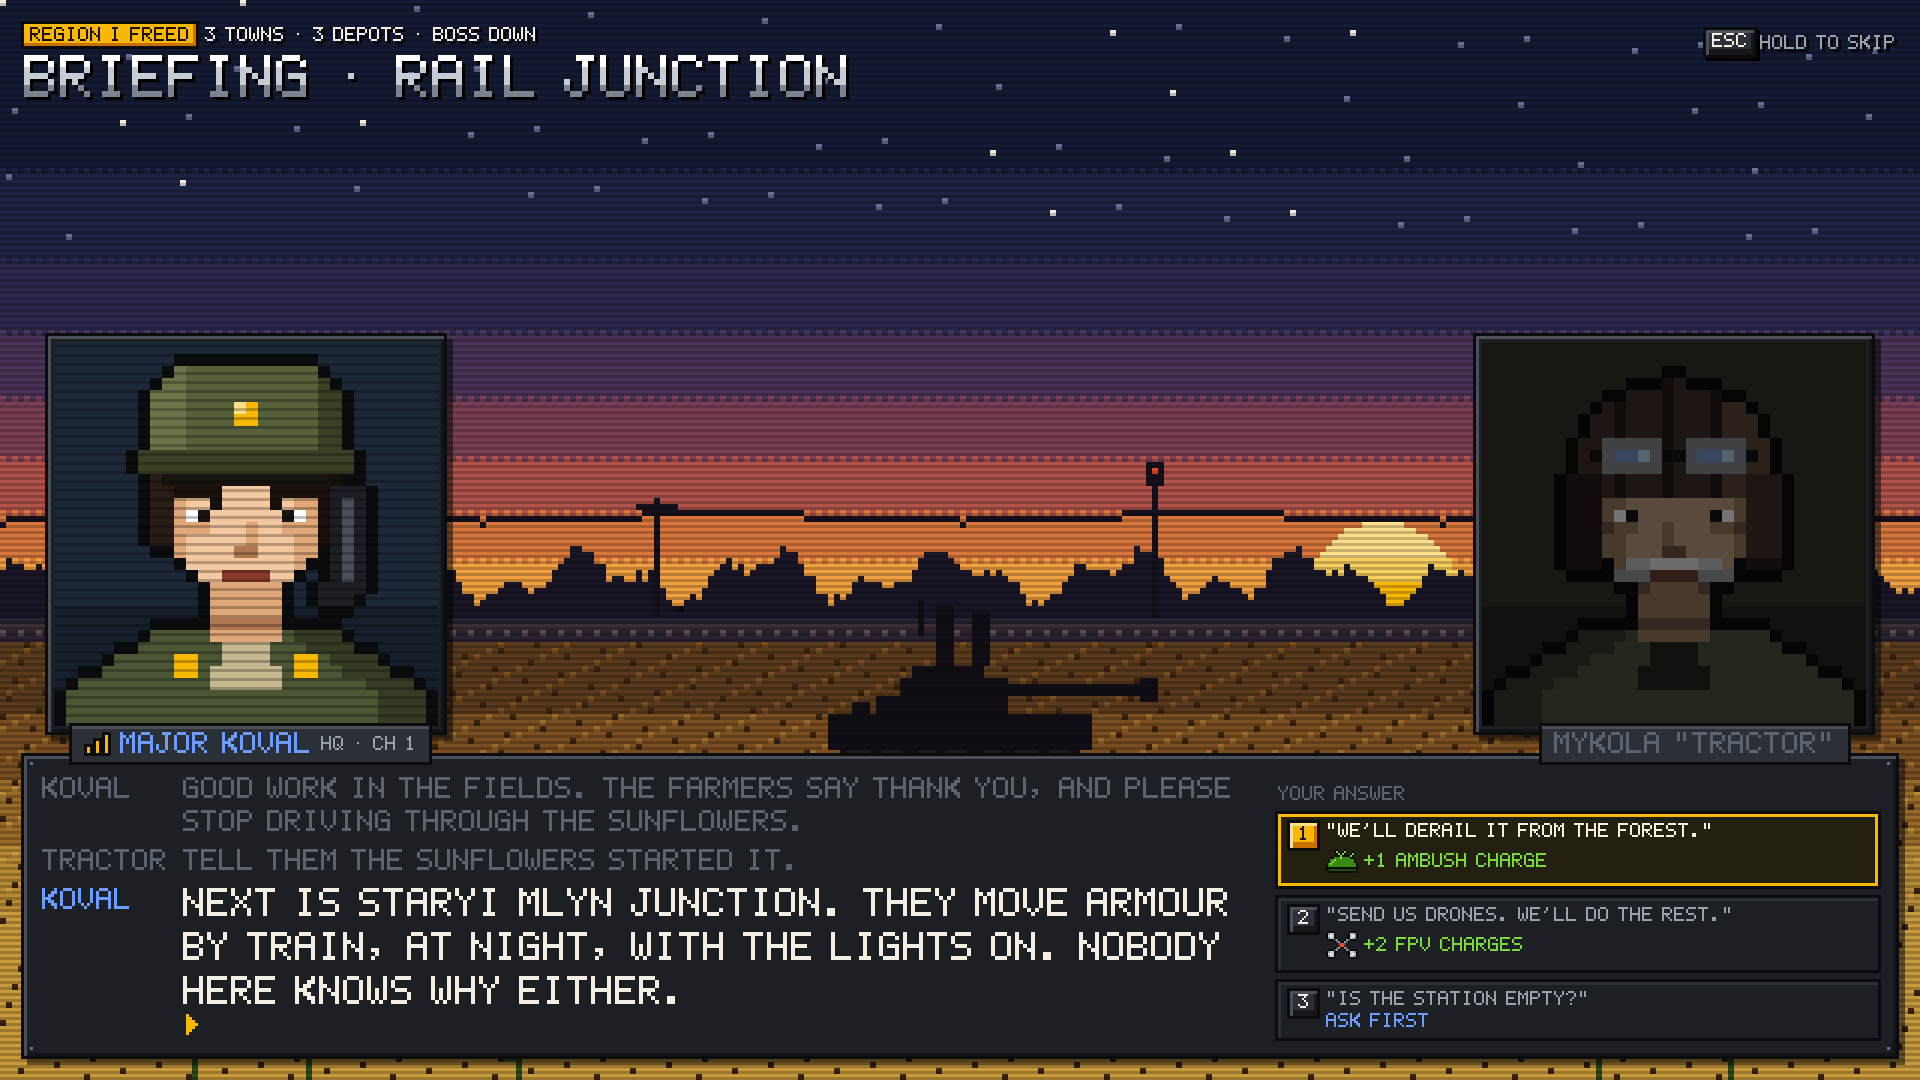 REGION I FREED 3 TOWNS · 3 DEPOTS · BOSS DOWN
ESC HOLD TO SKIP
BRIEFING · RAIL JUNCTION
MAJOR KOVAL HQ · CH 1
MYKOLA "TRACTOR"
KOVAL GOOD WORK IN THE FIELDS. THE FARMERS SAY THANK YOU, AND PLEASE
STOP DRIVING THROUGH THE SUNFLOWERS.
TRACTOR TELL THEM THE SUNFLOWERS STARTED IT.
KOVAL NEXT IS STARYI MLYN JUNCTION. THEY MOVE ARMOUR
BY TRAIN, AT NIGHT, WITH THE LIGHTS ON. NOBODY
HERE KNOWS WHY EITHER.
YOUR ANSWER
1 "WE'LL DERAIL IT FROM THE FOREST."
+1 AMBUSH CHARGE
2 "SEND US DRONES. WE'LL DO THE REST."
+2 FPV CHARGES
3 "IS THE STATION EMPTY?"
ASK FIRST